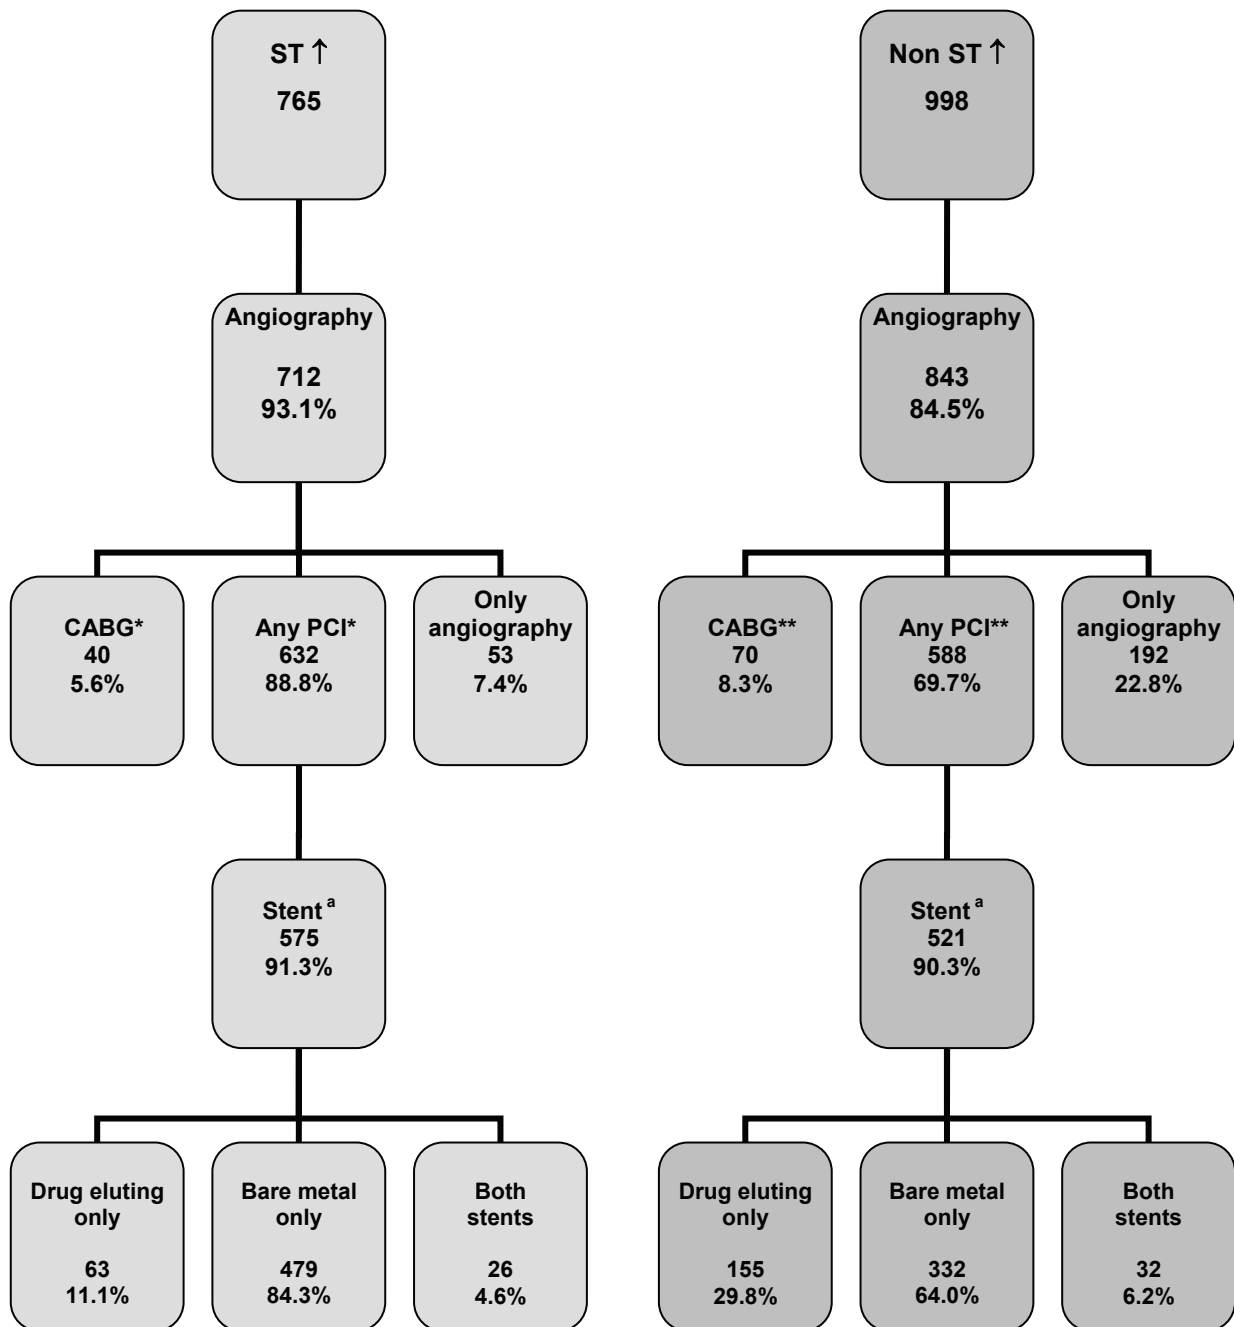 ST ↑
765
Non ST ↑
998
Angiography
712
93.1%
Angiography
843
84.5%
CABG*
40
5.6%
Any PCI*
632
88.8%
Only
angiography
53
7.4%
CABG**
70
8.3%
Any PCI**
588
69.7%
Only
angiography
192
22.8%
Stent a
575
91.3%
Stent a
521
90.3%
Drug eluting
only
63
11.1%
Bare metal
only
479
84.3%
Both
stents
26
4.6%
Drug eluting
only
155
29.8%
Bare metal
only
332
64.0%
Both
stents
32
6.2%